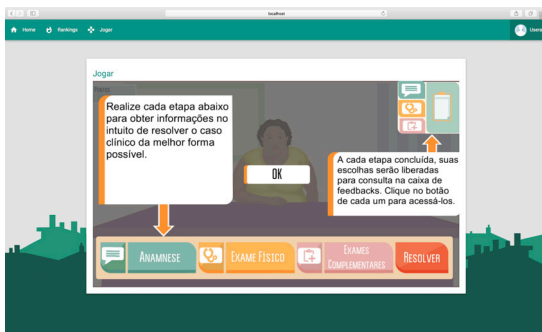 localhost
Home Rankings Jogar
Jogar
Realize cada etapa abaixo
para obter informações no
intuito de resolver o caso
clínico da melhor forma
possível.
OK
A cada etapa concluída, suas
escolhas serão liberadas
para consulta na caixa de
feedbacks. Clique no botão
de cada um para acessá-los.
ANAMNESE
EXAME FÍSICO
EXAMES
COMPLEMENTARES
RESOLVER